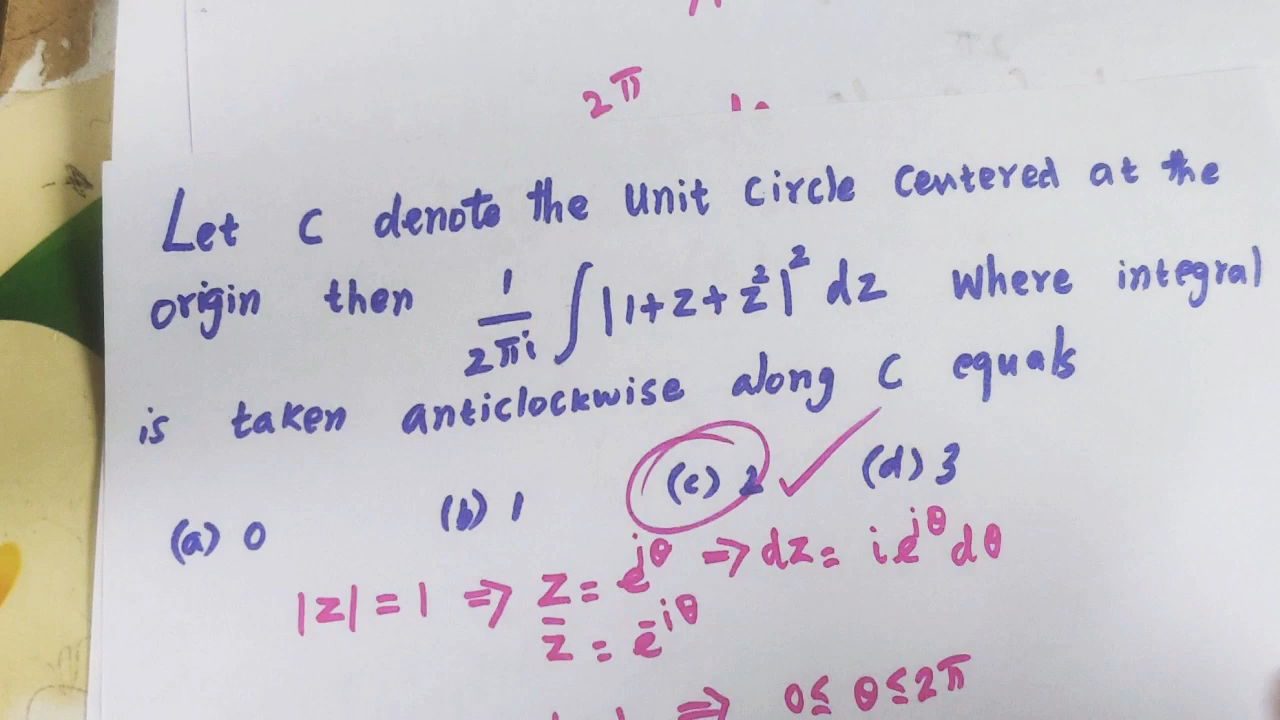 2π
Let C denote the unit circle centered at the
origin then 1/2πi ∫|1+z+z²|² dz where integral
is taken anticlockwise along C equals
(a) 0 (b) 1 (c) 2 ✓ (d) 3
|z| = 1 ⇒ z = e^{iθ} ⇒ dz = ie^{iθ} dθ
z̄ = e^{-iθ}
⇒ 0 ≤ θ ≤ 2π